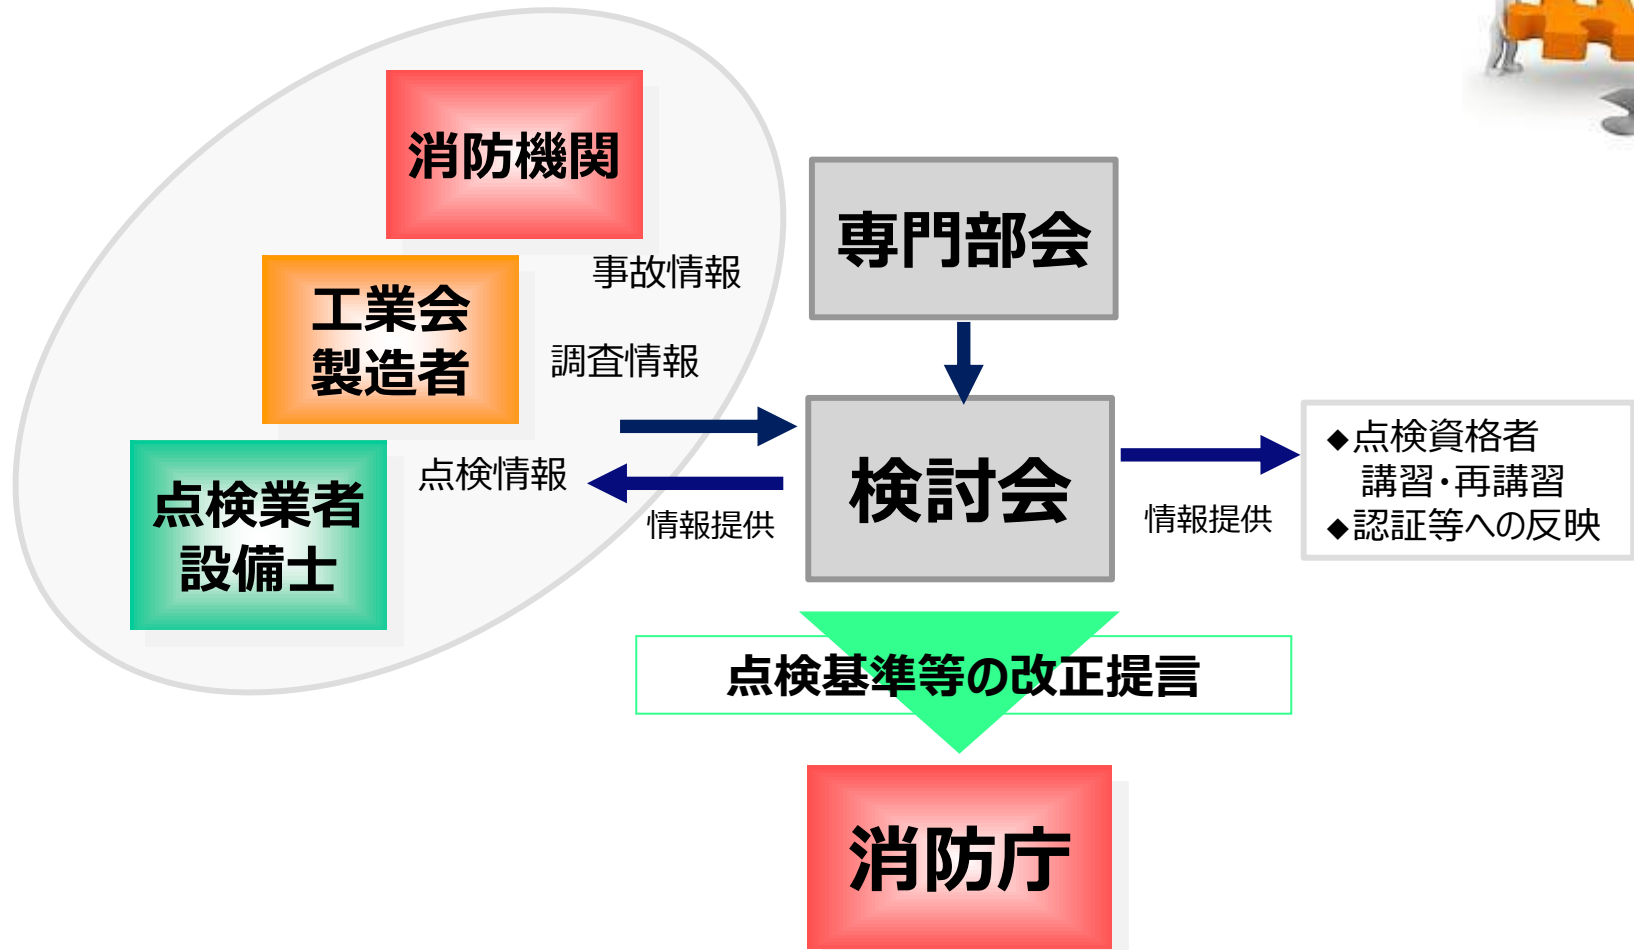 消防機関
事故情報
工業会
製造者
調査情報
点検業者
設備士
点検情報
情報提供
専門部会
検討会
情報提供
◆点検資格者
講習・再講習
◆認証等への反映
点検基準等の改正提言
消防庁